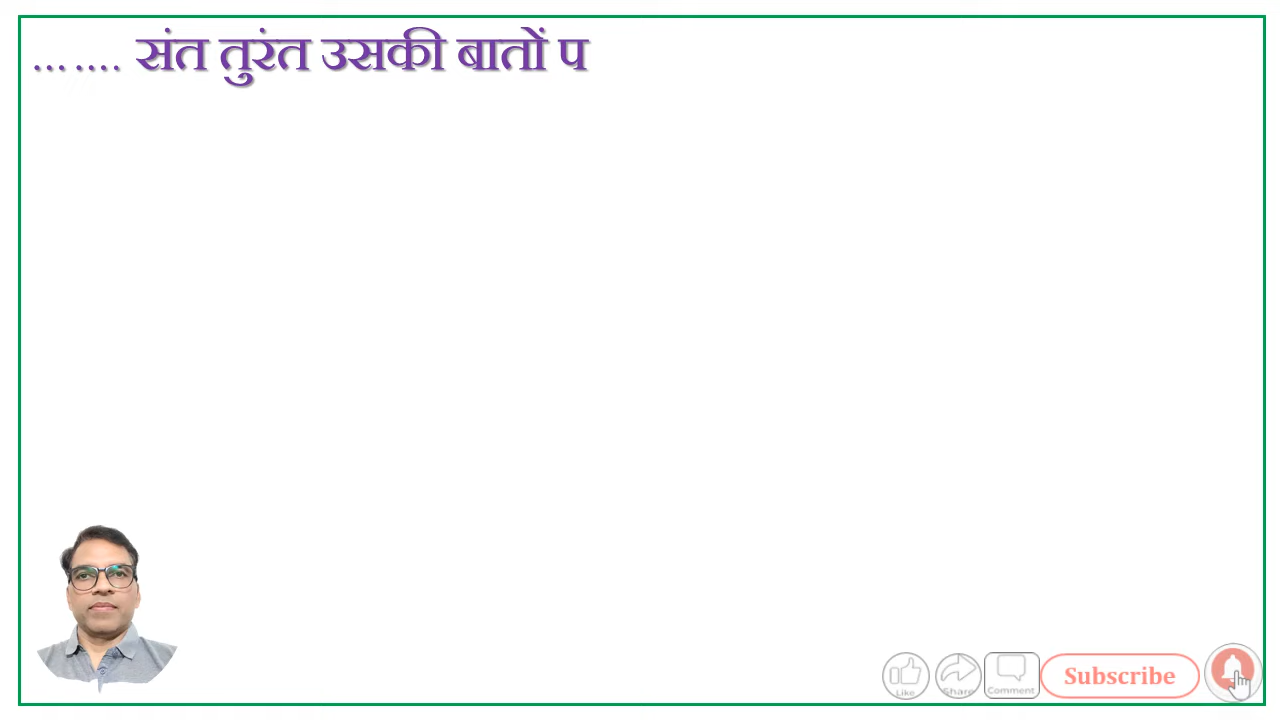 ....... संत तुरंत उसकी बातों प
Like
Share
Comment
Subscribe